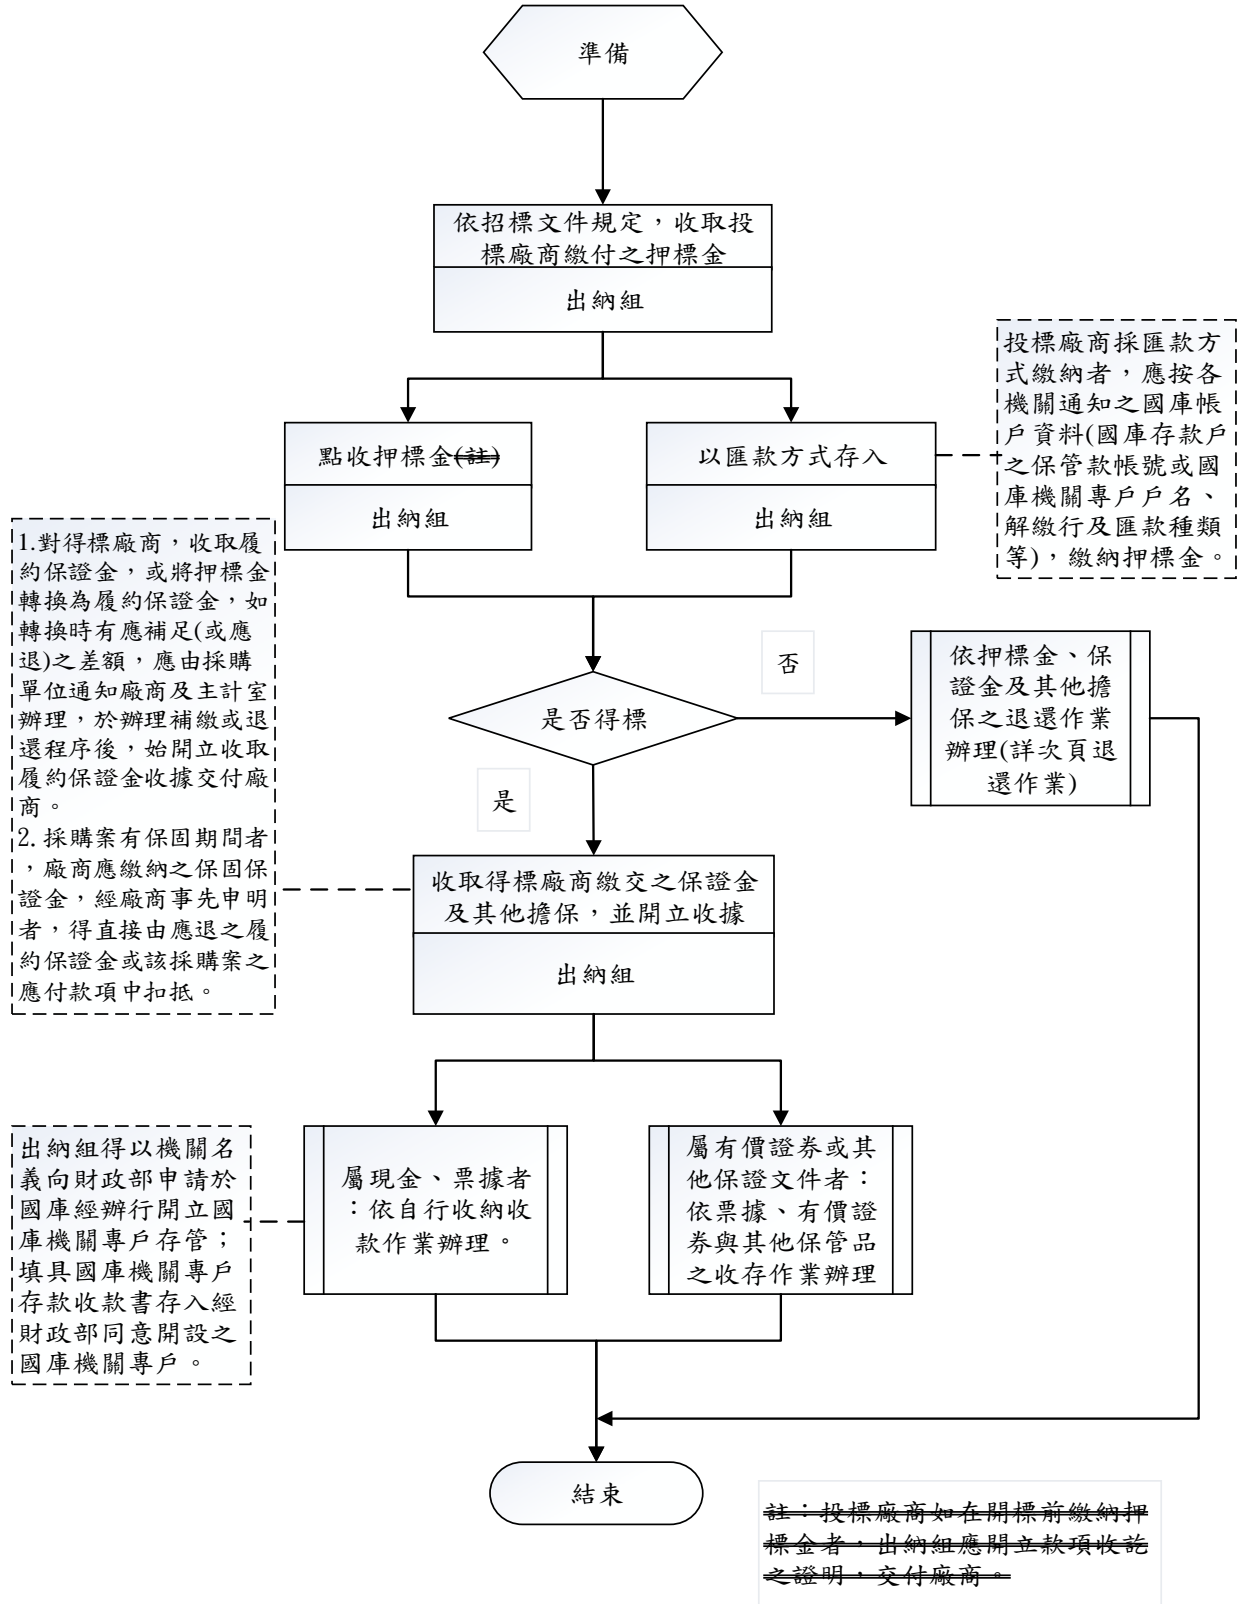 準備
依招標文件規定，收取投
標廠商繳付之押標金
出納組
點收押標金(註)
出納組
以匯款方式存入
出納組
投標廠商採匯款方
式繳納者，應按各
機關通知之國庫帳
戶資料(國庫存款戶
之保管款帳號或國
庫機關專戶戶名、
解繳行及匯款種類
等)，繳納押標金。
1.對得標廠商，收取履
約保證金，或將押標金
轉換為履約保證金，如
轉換時有應補足(或應
退)之差額，應由採購
單位通知廠商及主計室
辦理，於辦理補繳或退
還程序後，始開立收取
履約保證金收據交付廠
商。
2.採購案有保固期間者
，廠商應繳納之保固保
證金，經廠商事先申明
者，得直接由應退之履
約保證金或該採購案之
應付款項中扣抵。
是否得標
否
依押標金、保
證金及其他擔
保之退還作業
辦理(詳次頁退
還作業)
是
收取得標廠商繳交之保證金
及其他擔保，並開立收據
出納組
出納組得以機關名
義向財政部申請於
國庫經辦行開立國
庫機關專戶存管；
填具國庫機關專戶
存款收款書存入經
財政部同意開設之
國庫機關專戶。
屬現金、票據者
：依自行收納收
款作業辦理。
屬有價證券或其
他保證文件者：
依票據、有價證
券與其他保管品
之收存作業辦理
結束
註：投標廠商如在開標前繳納押
標金者，出納組應開立款項收訖
之證明，交付廠商。